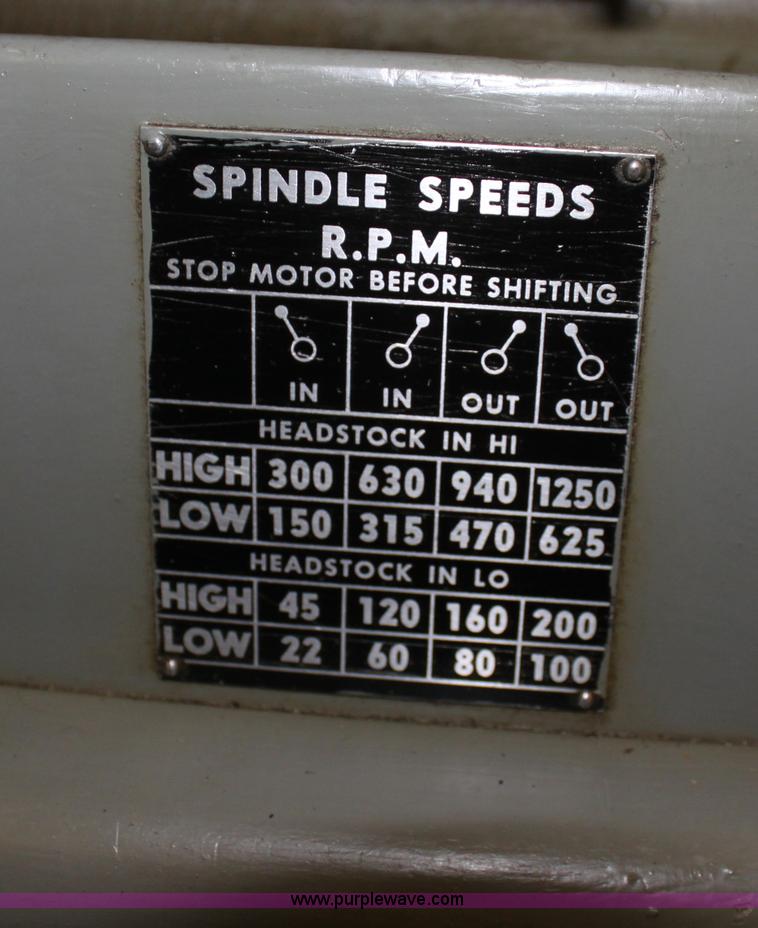 SPINDLE SPEEDS
R.P.M.
STOP MOTOR BEFORE SHIFTING
IN IN OUT OUT
HEADSTOCK IN HI
HIGH 300 630 940 1250
LOW 150 315 470 625
HEADSTOCK IN LO
HIGH 45 120 160 200
LOW 22 60 80 100
www.purplewave.com